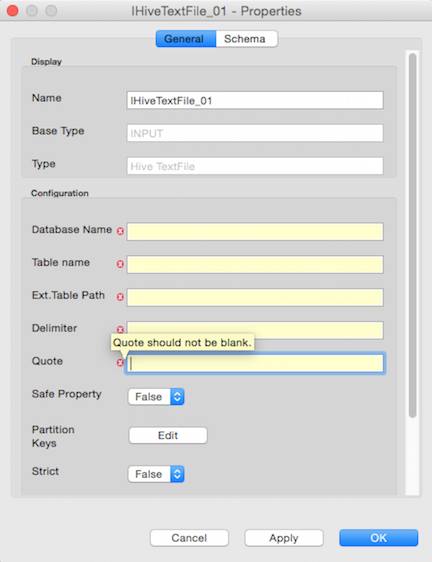 IHiveTextFile_01 - Properties
General Schema
Display
Name IHiveTextFile_01
Base Type INPUT
Type Hive TextFile
Configuration
Database Name
Table name
Ext.Table Path
Delimiter
Quote should not be blank.
Quote
Safe Property False
Partition
Keys
Edit
Strict False
Cancel Apply OK